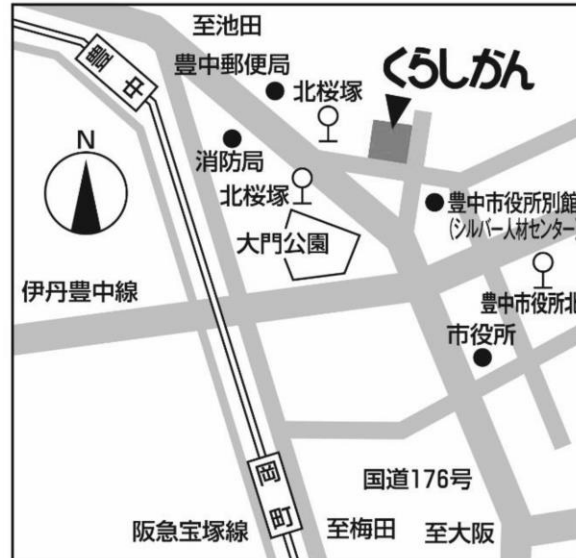 至池田
豊中
豊中郵便局
くらしかん
北桜塚
消防局
N
北桜塚
豊中市役所別館
(シルバー人材センター)
大門公園
伊丹豊中線
豊中市役所北
市役所
国道176号
岡町
阪急宝塚線
至梅田
至大阪